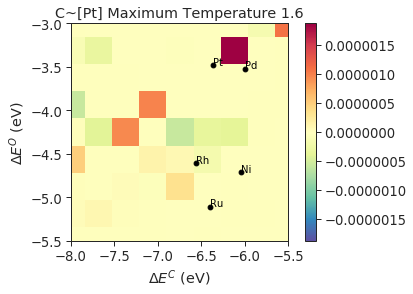 C~[Pt] Maximum Temperature 1.6
−3.0
−3.5
−4.0
−4.5
−5.0
−5.5
ΔE^O (eV)
Pt
Pd
Rh
Ni
Ru
−8.0 −7.5 −7.0 −6.5 −6.0 −5.5
ΔE^C (eV)
0.0000015
0.0000010
0.0000005
0.0000000
−0.0000005
−0.0000010
−0.0000015